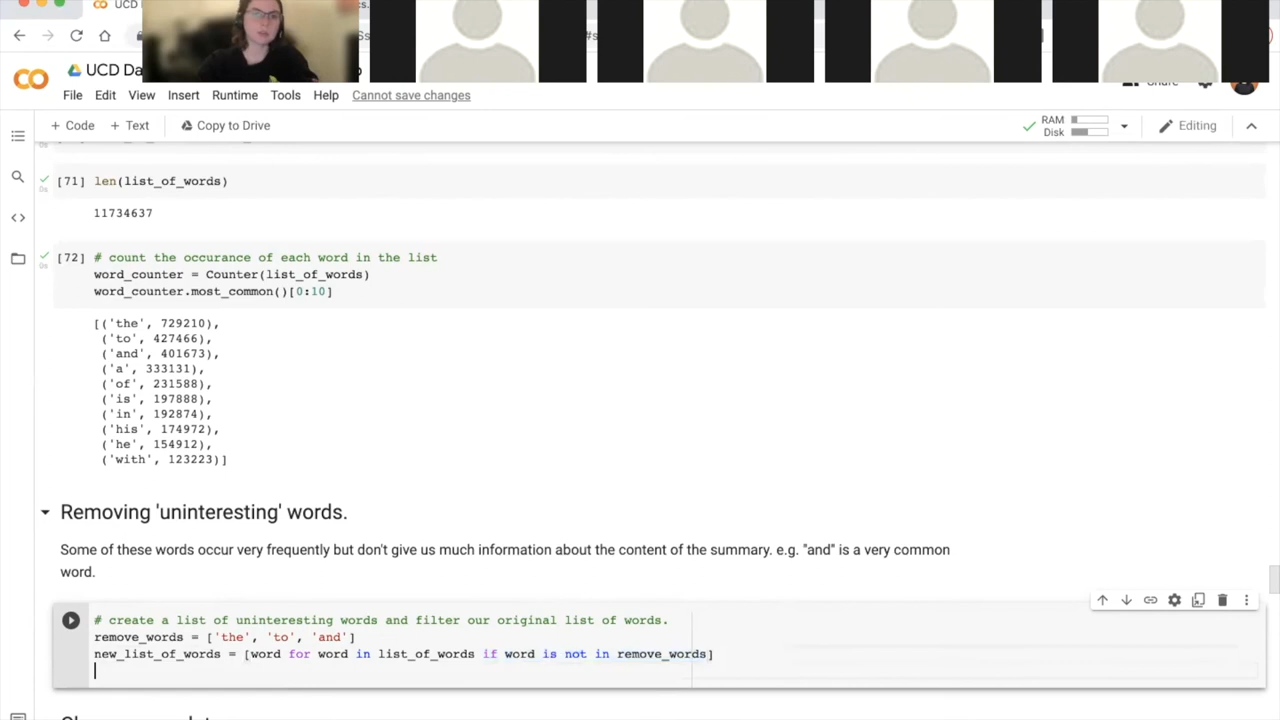 UCD Da
File Edit View Insert Runtime Tools Help Cannot save changes
+ Code + Text Copy to Drive RAM Disk Editing
[71] len(list_of_words)
11734637
[72] # count the occurance of each word in the list
word_counter = Counter(list_of_words)
word_counter.most_common()[0:10]
[('the', 729210),
('to', 427466),
('and', 401673),
('a', 333131),
('of', 231588),
('is', 197888),
('in', 192874),
('his', 174972),
('he', 154912),
('with', 123223)]
Removing 'uninteresting' words.
Some of these words occur very frequently but don't give us much information about the content of the summary. e.g. "and" is a very common
word.
# create a list of uninteresting words and filter our original list of words.
remove_words = ['the', 'to', 'and']
new_list_of_words = [word for word in list_of_words if word is not in remove_words]